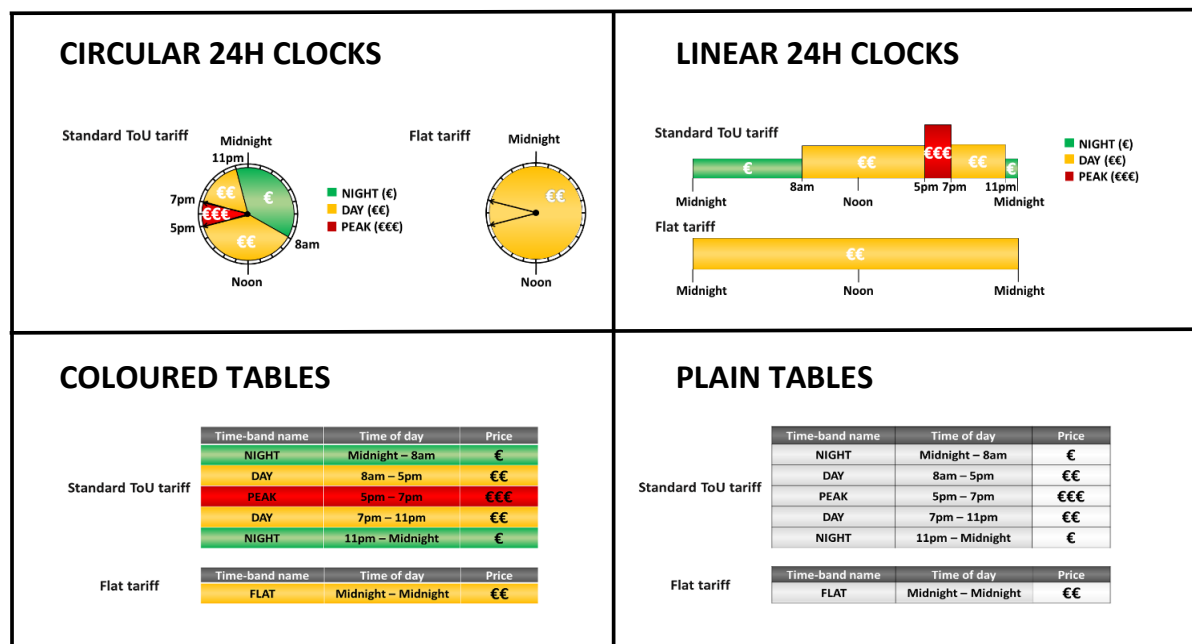 CIRCULAR 24H CLOCKS
Standard ToU tariff
Midnight
11pm
7pm
5pm
8am
Noon
€€
€
€€€
€€
NIGHT (€)
DAY (€€)
PEAK (€€€)
Flat tariff
Midnight
€€
Noon
LINEAR 24H CLOCKS
Standard ToU tariff
€
€€
€€€
€€
€
8am
5pm
7pm
11pm
Midnight
Noon
Midnight
NIGHT (€)
DAY (€€)
PEAK (€€€)
Flat tariff
€€
Midnight
Noon
Midnight
COLOURED TABLES
Standard ToU tariff
Time-band name Time of day Price
NIGHT Midnight – 8am €
DAY 8am – 5pm €€
PEAK 5pm – 7pm €€€
DAY 7pm – 11pm €€
NIGHT 11pm – Midnight €
Flat tariff
Time-band name Time of day Price
FLAT Midnight – Midnight €€
PLAIN TABLES
Standard ToU tariff
Time-band name Time of day Price
NIGHT Midnight – 8am €
DAY 8am – 5pm €€
PEAK 5pm – 7pm €€€
DAY 7pm – 11pm €€
NIGHT 11pm – Midnight €
Flat tariff
Time-band name Time of day Price
FLAT Midnight – Midnight €€